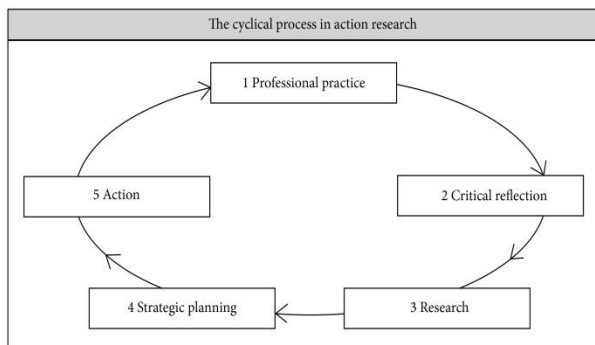 The cyclical process in action research
1 Professional practice
2 Critical reflection
3 Research
4 Strategic planning
5 Action